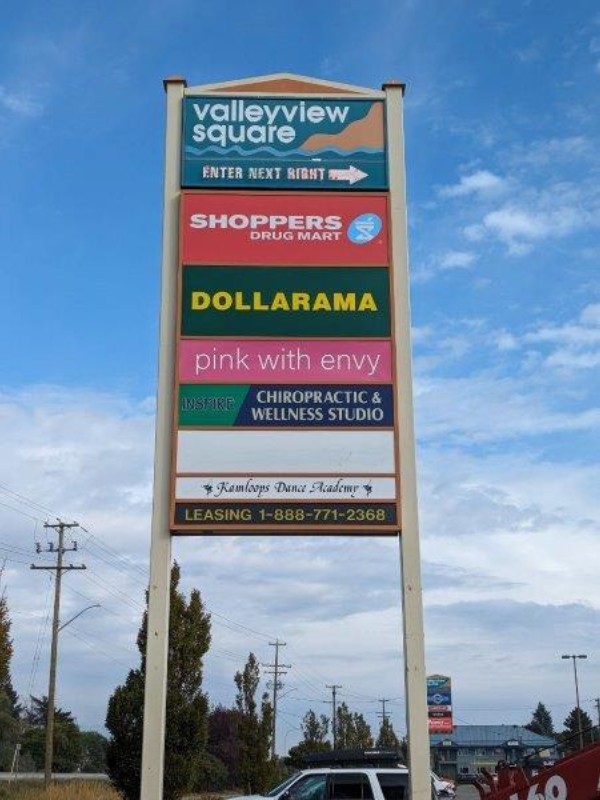 valleyview
square
ENTER NEXT RIGHT
SHOPPERS
DRUG MART
DOLLARAMA
pink with envy
INSPIRE CHIROPRACTIC &
WELLNESS STUDIO
Kamloops Dance Academy
LEASING 1-888-771-2368
160